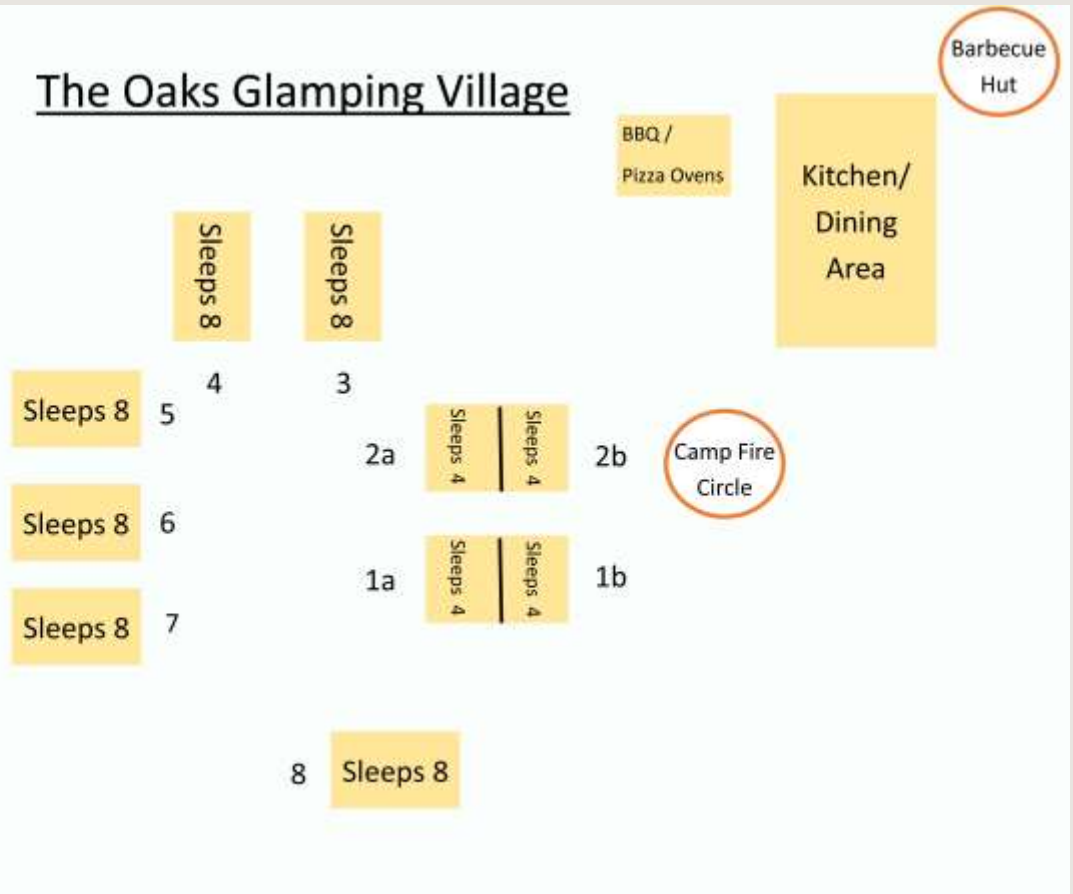 Barbecue
Hut
The Oaks Glamping Village
BBQ /
Pizza Ovens
Kitchen/
Dining
Area
Sleeps 8
Sleeps 8
4
3
Sleeps 8
5
2a
Sleeps 4
Sleeps 4
2b
Camp Fire
Circle
Sleeps 8
6
1a
Sleeps 4
Sleeps 4
1b
Sleeps 8
7
8
Sleeps 8